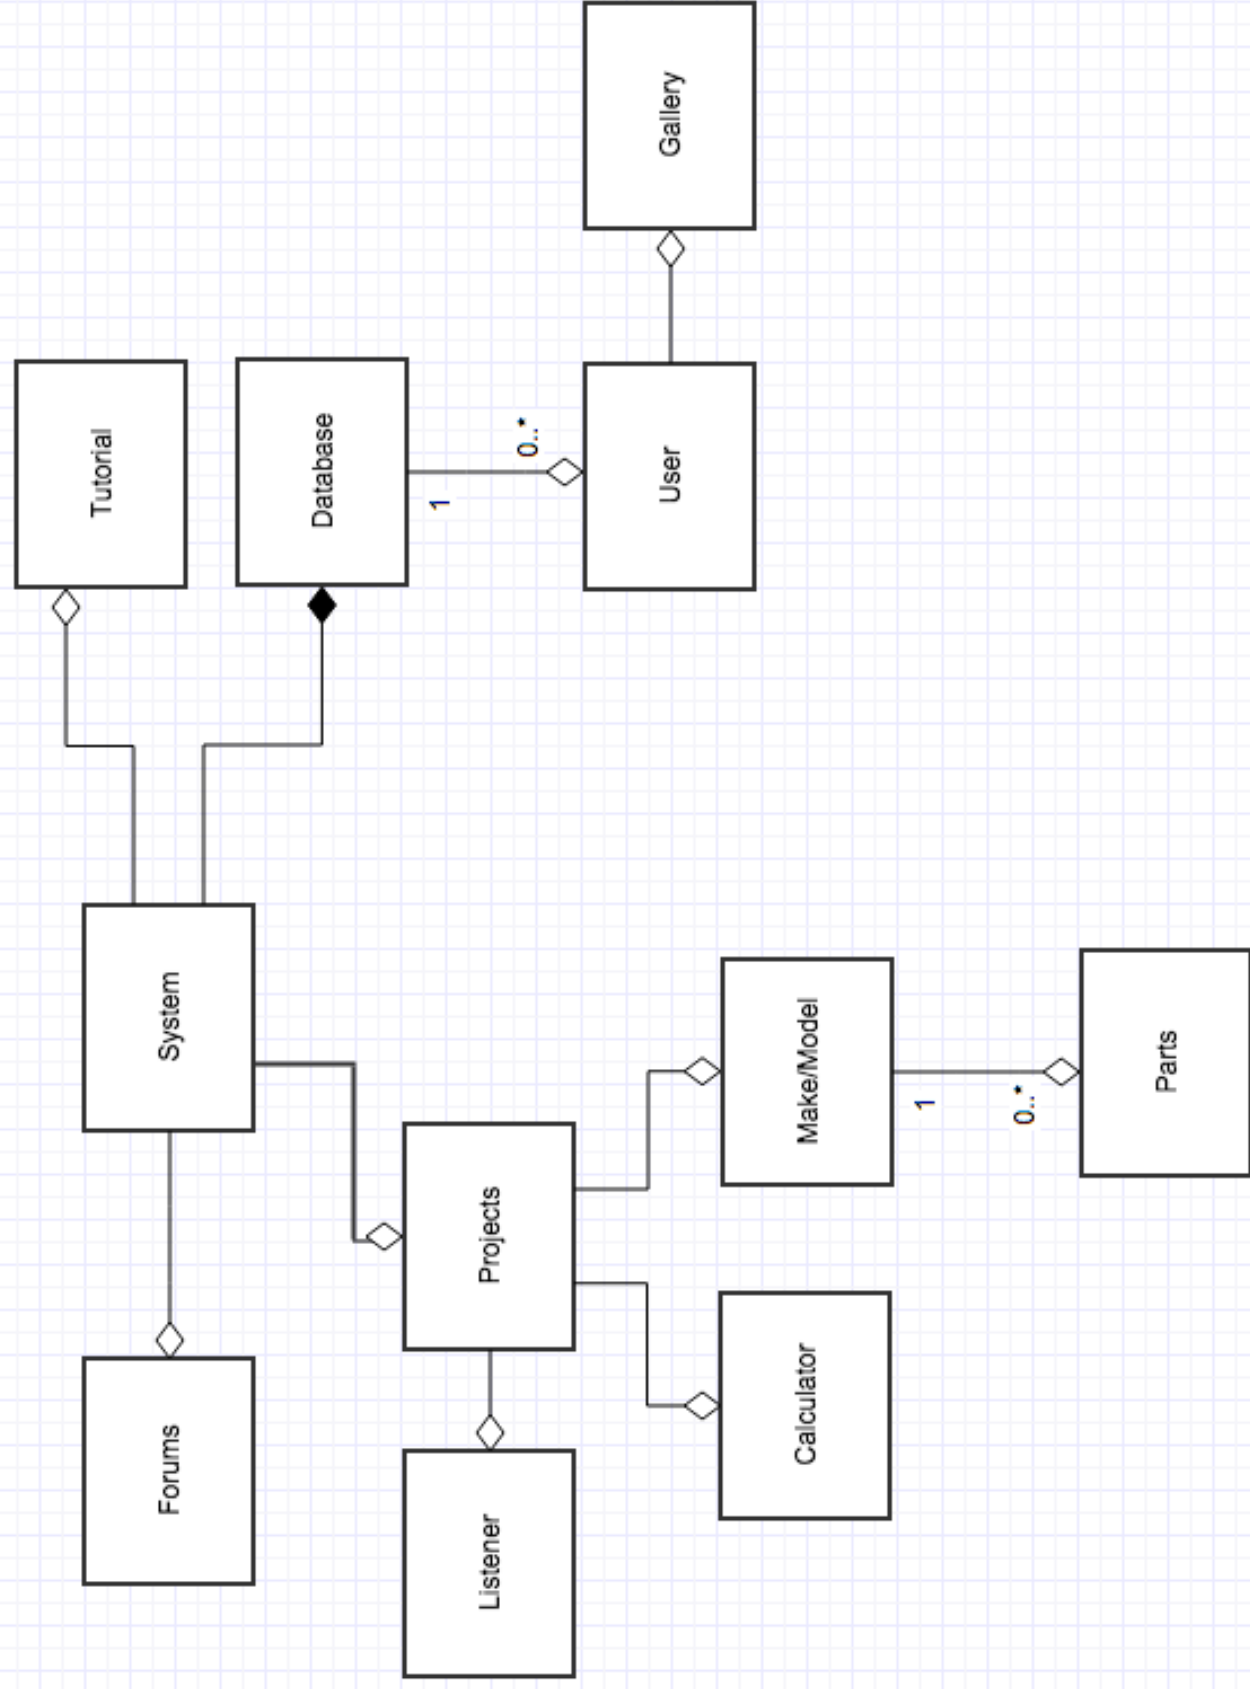 Tutorial
Forums
System
Database
1
Listener
Projects
0..*
User
Gallery
Calculator
Make/Model
1
0..*
Parts